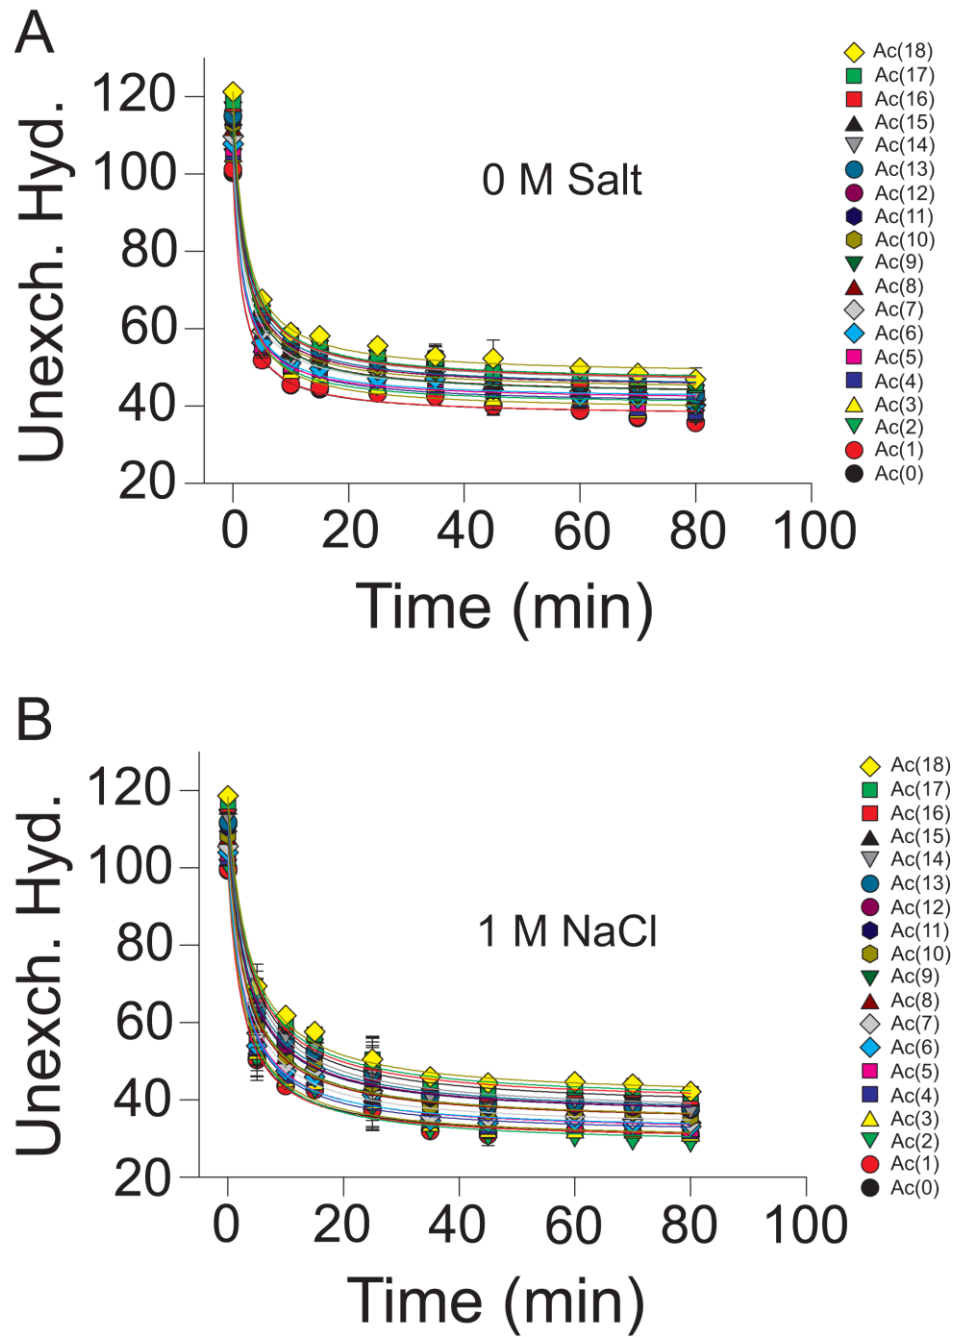 A
Unexch. Hyd.
120
100
80
60
40
20
0 M Salt
0 20 40 60 80 100
Time (min)
Ac(18)
Ac(17)
Ac(16)
Ac(15)
Ac(14)
Ac(13)
Ac(12)
Ac(11)
Ac(10)
Ac(9)
Ac(8)
Ac(7)
Ac(6)
Ac(5)
Ac(4)
Ac(3)
Ac(2)
Ac(1)
Ac(0)
B
Unexch. Hyd.
120
100
80
60
40
20
1 M NaCl
0 20 40 60 80 100
Time (min)
Ac(18)
Ac(17)
Ac(16)
Ac(15)
Ac(14)
Ac(13)
Ac(12)
Ac(11)
Ac(10)
Ac(9)
Ac(8)
Ac(7)
Ac(6)
Ac(5)
Ac(4)
Ac(3)
Ac(2)
Ac(1)
Ac(0)